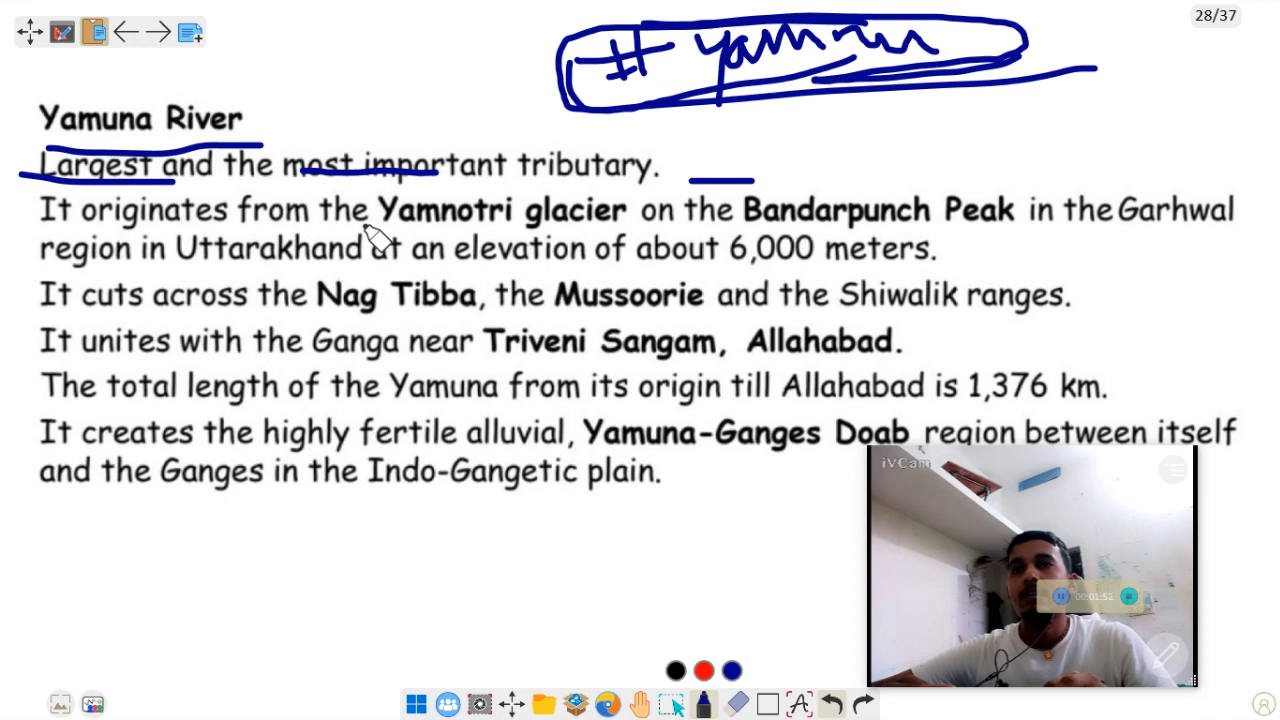 28/37
# Yamuna
Yamuna River
Largest and the most important tributary.
It originates from the Yamnotri glacier on the Bandarpunch Peak in the Garhwal
region in Uttarakhand at an elevation of about 6,000 meters.
It cuts across the Nag Tibba, the Mussoorie and the Shiwalik ranges.
It unites with the Ganga near Triveni Sangam, Allahabad.
The total length of the Yamuna from its origin till Allahabad is 1,376 km.
It creates the highly fertile alluvial, Yamuna-Ganges Doab region between itself
and the Ganges in the Indo-Gangetic plain.
iVCam
00:01:52